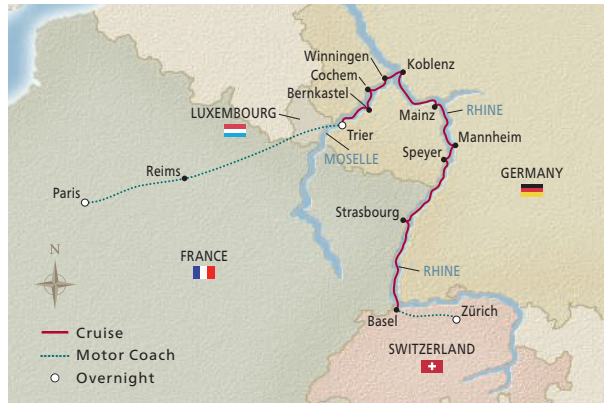 Winningen
Koblenz
Cochem
Bernkastel
LUXEMBOURG
Mainz
RHINE
Trier
Mannheim
MOSELLE
Speyer
Reims
GERMANY
Paris
Strasbourg
N
FRANCE
RHINE
Basel
Zürich
Cruise
Motor Coach
SWITZERLAND
Overnight